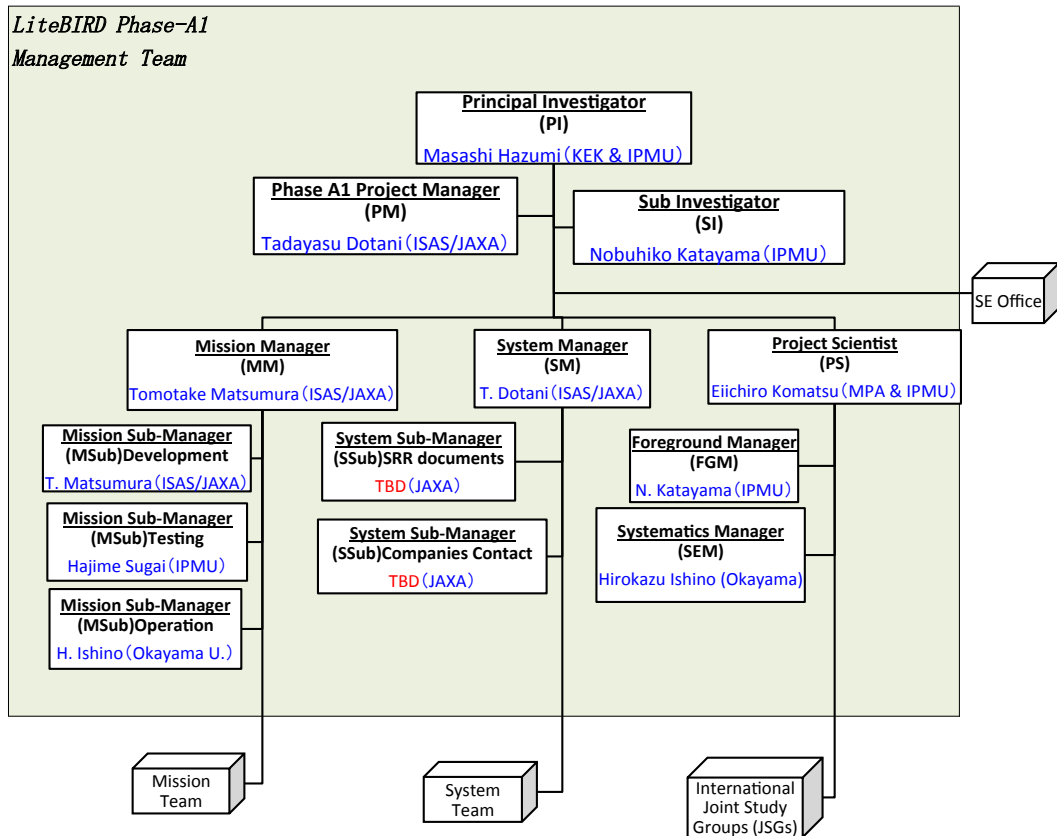 LiteBIRD Phase-A1
Management Team
Principal Investigator
(PI)
Masashi Hazumi（KEK & IPMU）
Phase A1 Project Manager
(PM)
Tadayasu Dotani（ISAS/JAXA）
Sub Investigator
(SI)
Nobuhiko Katayama（IPMU）
SE Office
Mission Manager
(MM)
Tomotake Matsumura（ISAS/JAXA）
System Manager
(SM)
T. Dotani（ISAS/JAXA）
Project Scientist
(PS)
Eiichiro Komatsu（MPA & IPMU）
Mission Sub-Manager
(MSub)Development
T. Matsumura（ISAS/JAXA）
Mission Sub-Manager
(MSub)Testing
Hajime Sugai（IPMU）
Mission Sub-Manager
(MSub)Operation
H. Ishino（Okayama U.）
System Sub-Manager
(SSub)SRR documents
TBD（JAXA）
System Sub-Manager
(SSub)Companies Contact
TBD（JAXA）
Foreground Manager
(FGM)
N. Katayama（IPMU）
Systematics Manager
(SEM)
Hirokazu Ishino (Okayama)
Mission
Team
System
Team
International
Joint Study
Groups (JSGs)